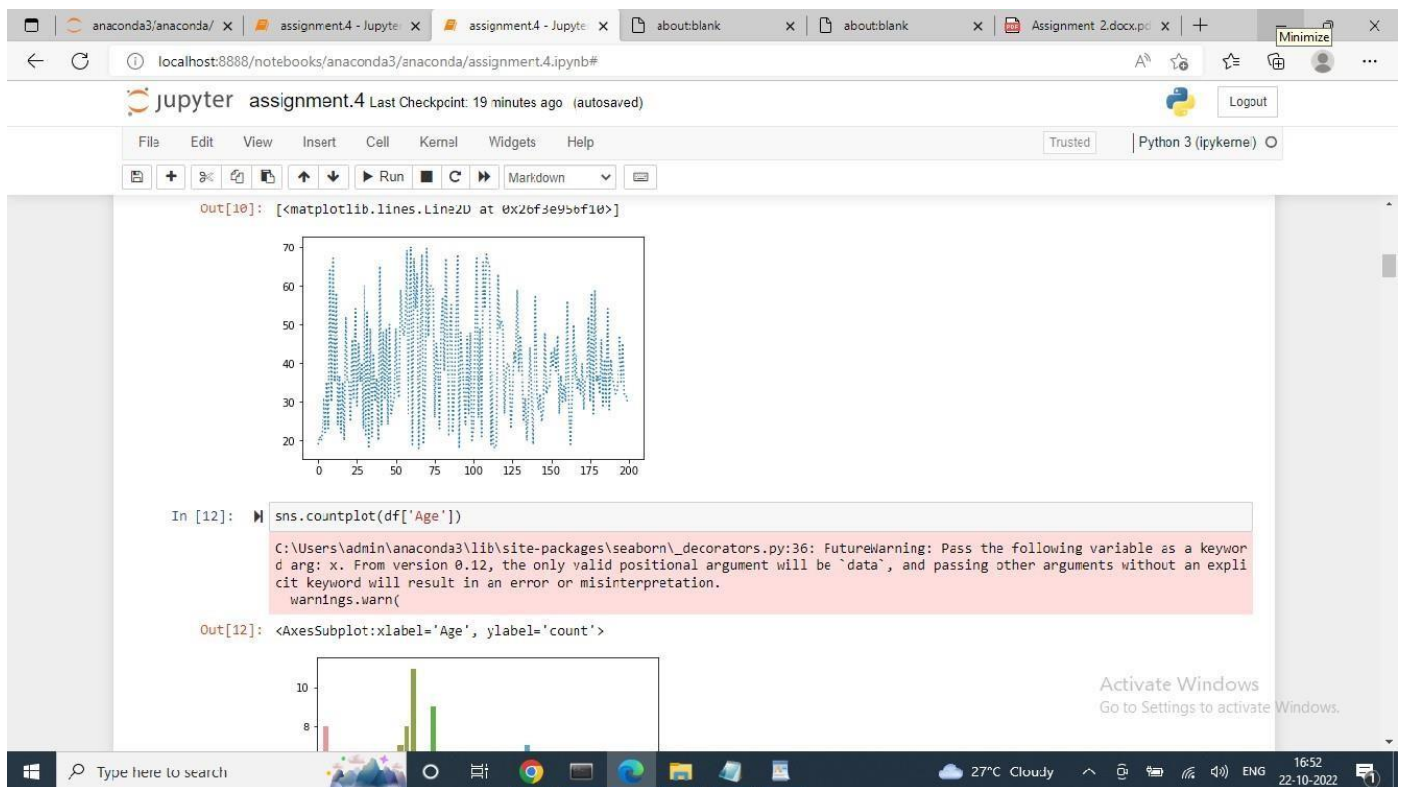 anaconda3/anaconda/
assignment.4 - Jupyte
assignment.4 - Jupyte
about:blank
about:blank
Assignment 2.docx.pd
Minimize
localhost:8888/notebooks/anaconda3/anaconda/assignment.4.ipynb#
jupyter assignment.4 Last Checkpoint: 19 minutes ago (autosaved)
Logout
File Edit View Insert Cell Kernel Widgets Help
Trusted
Python 3 (ipykernel)
Run
Markdown
Out[10]: [<matplotlib.lines.Line2D at 0x26f3e956f10>]
70
60
50
40
30
20
0 25 50 75 100 125 150 175 200
In [12]: sns.countplot(df['Age'])
C:\Users\admin\anaconda3\lib\site-packages\seaborn\_decorators.py:36: FutureWarning: Pass the following variable as a keywor
d arg: x. From version 0.12, the only valid positional argument will be `data`, and passing other arguments without an expli
cit keyword will result in an error or misinterpretation.
warnings.warn(
Out[12]: <AxesSubplot:xlabel='Age', ylabel='count'>
10
8
Activate Windows
Go to Settings to activate Windows.
Type here to search
27°C Cloudy
ENG
16:52
22-10-2022
1